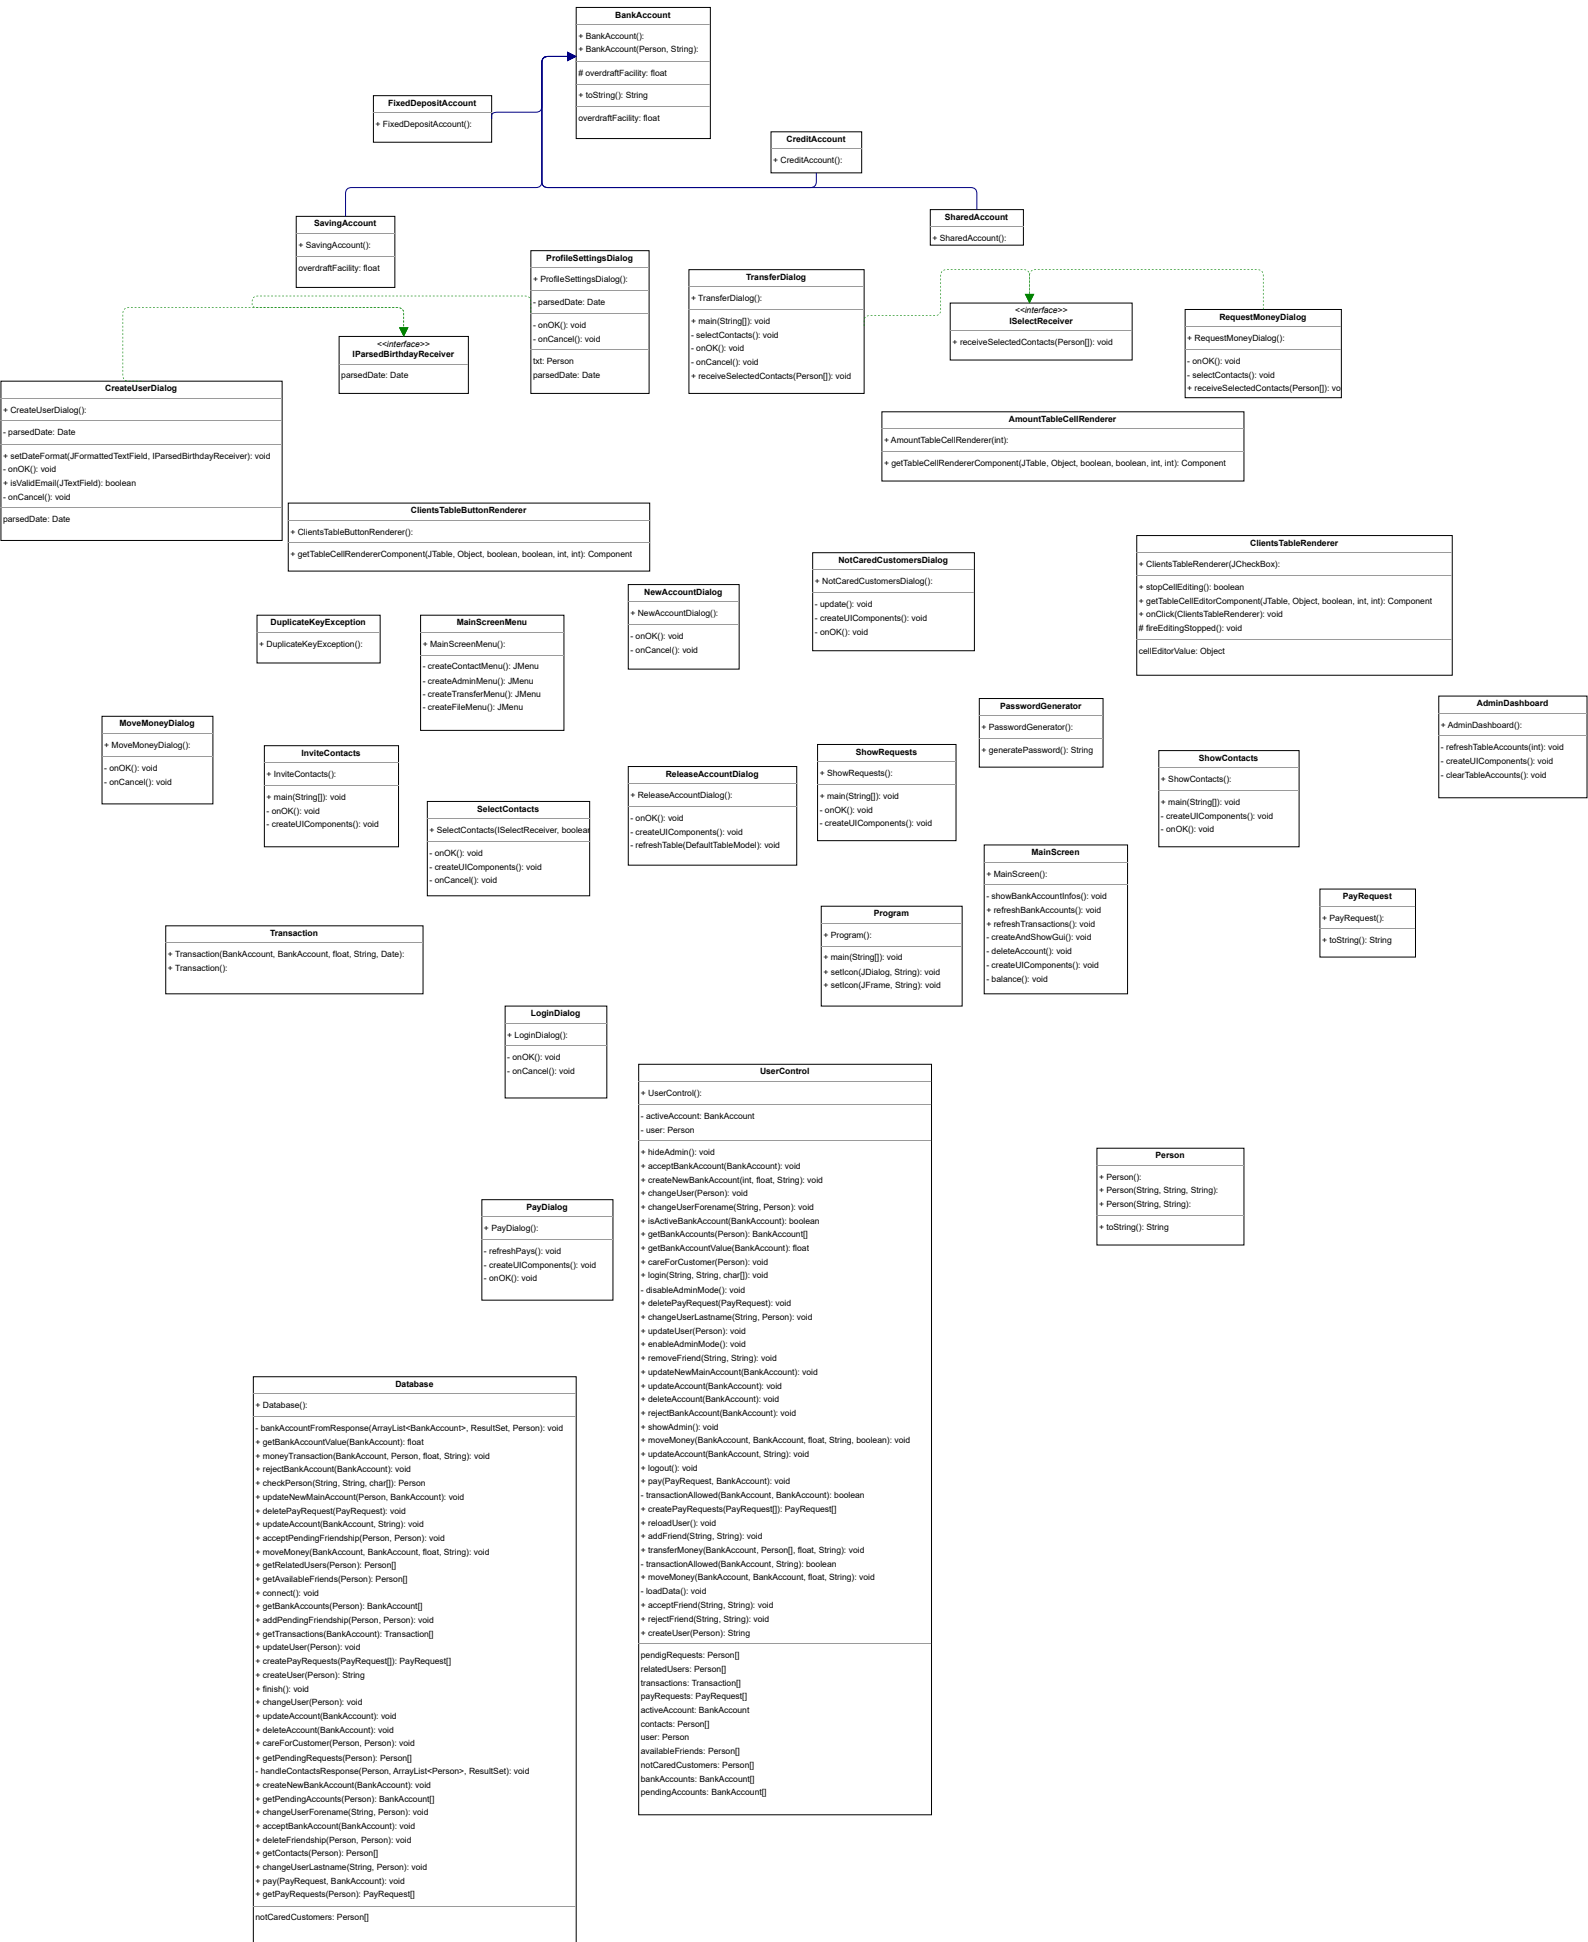 BankAccount
+ BankAccount():
+ BankAccount(Person, String):
# overdraftFacility: float
+ toString(): String
overdraftFacility: float
FixedDepositAccount
+ FixedDepositAccount():
CreditAccount
+ CreditAccount():
SavingAccount
+ SavingAccount():
overdraftFacility: float
SharedAccount
+ SharedAccount():
ProfileSettingsDialog
+ ProfileSettingsDialog():
- parsedDate: Date
- onOK(): void
- onCancel(): void
txt: Person
parsedDate: Date
TransferDialog
+ TransferDialog():
+ main(String[]): void
- selectContacts(): void
- onOK(): void
- onCancel(): void
+ receiveSelectedContacts(Person[]): void
<<interface>>
ISelectReceiver
+ receiveSelectedContacts(Person[]): void
RequestMoneyDialog
+ RequestMoneyDialog():
- onOK(): void
- selectContacts(): void
+ receiveSelectedContacts(Person[]): vo
<<interface>>
IParsedBirthdayReceiver
parsedDate: Date
CreateUserDialog
+ CreateUserDialog():
- parsedDate: Date
+ setDateFormat(JFormattedTextField, IParsedBirthdayReceiver): void
- onOK(): void
+ isValidEmail(JTextField): boolean
- onCancel(): void
parsedDate: Date
AmountTableCellRenderer
+ AmountTableCellRenderer(int):
+ getTableCellRendererComponent(JTable, Object, boolean, boolean, int, int): Component
ClientsTableButtonRenderer
+ ClientsTableButtonRenderer():
+ getTableCellRendererComponent(JTable, Object, boolean, boolean, int, int): Component
ClientsTableRenderer
+ ClientsTableRenderer(JCheckBox):
+ stopCellEditing(): boolean
+ getTableCellEditorComponent(JTable, Object, boolean, int, int): Component
+ onClick(ClientsTableRenderer): void
# fireEditingStopped(): void
cellEditorValue: Object
NotCaredCustomersDialog
+ NotCaredCustomersDialog():
- update(): void
- createUIComponents(): void
- onOK(): void
NewAccountDialog
+ NewAccountDialog():
- onOK(): void
- onCancel(): void
DuplicateKeyException
+ DuplicateKeyException():
MainScreenMenu
+ MainScreenMenu():
- createContactMenu(): JMenu
- createAdminMenu(): JMenu
- createTransferMenu(): JMenu
- createFileMenu(): JMenu
PasswordGenerator
+ PasswordGenerator():
+ generatePassword(): String
AdminDashboard
+ AdminDashboard():
- refreshTableAccounts(int): void
- createUIComponents(): void
- clearTableAccounts(): void
MoveMoneyDialog
+ MoveMoneyDialog():
- onOK(): void
- onCancel(): void
InviteContacts
+ InviteContacts():
+ main(String[]): void
- onOK(): void
- createUIComponents(): void
ShowRequests
+ ShowRequests():
+ main(String[]): void
- onOK(): void
- createUIComponents(): void
ShowContacts
+ ShowContacts():
+ main(String[]): void
- createUIComponents(): void
- onOK(): void
ReleaseAccountDialog
+ ReleaseAccountDialog():
- onOK(): void
- createUIComponents(): void
- refreshTable(DefaultTableModel): void
SelectContacts
+ SelectContacts(ISelectReceiver, boolean
- onOK(): void
- createUIComponents(): void
- onCancel(): void
MainScreen
+ MainScreen():
- showBankAccountInfos(): void
+ refreshBankAccounts(): void
+ refreshTransactions(): void
- createAndShowGui(): void
- deleteAccount(): void
- createUIComponents(): void
- balance(): void
PayRequest
+ PayRequest():
+ toString(): String
Program
+ Program():
+ main(String[]): void
+ setIcon(JDialog, String): void
+ setIcon(JFrame, String): void
Transaction
+ Transaction(BankAccount, BankAccount, float, String, Date):
+ Transaction():
LoginDialog
+ LoginDialog():
- onOK(): void
- onCancel(): void
UserControl
+ UserControl():
- activeAccount: BankAccount
- user: Person
+ hideAdmin(): void
+ acceptBankAccount(BankAccount): void
+ createNewBankAccount(int, float, String): void
+ changeUser(Person): void
+ changeUserForename(String, Person): void
+ isActiveBankAccount(BankAccount): boolean
+ getBankAccounts(Person): BankAccount[]
+ getBankAccountValue(BankAccount): float
+ careForCustomer(Person): void
+ login(String, String, char[]): void
- disableAdminMode(): void
+ deletePayRequest(PayRequest): void
+ changeUserLastname(String, Person): void
+ updateUser(Person): void
+ enableAdminMode(): void
+ removeFriend(String, String): void
+ updateNewMainAccount(BankAccount): void
+ updateAccount(BankAccount): void
+ deleteAccount(BankAccount): void
+ rejectBankAccount(BankAccount): void
+ showAdmin(): void
+ moveMoney(BankAccount, BankAccount, float, String, boolean): void
+ updateAccount(BankAccount, String): void
+ logout(): void
+ pay(PayRequest, BankAccount): void
- transactionAllowed(BankAccount, BankAccount): boolean
+ createPayRequests(PayRequest[]): PayRequest[]
+ reloadUser(): void
+ addFriend(String, String): void
+ transferMoney(BankAccount, Person[], float, String): void
- transactionAllowed(BankAccount, String): boolean
+ moveMoney(BankAccount, BankAccount, float, String): void
- loadData(): void
+ acceptFriend(String, String): void
+ rejectFriend(String, String): void
+ createUser(Person): String
pendigRequests: Person[]
relatedUsers: Person[]
transactions: Transaction[]
payRequests: PayRequest[]
activeAccount: BankAccount
contacts: Person[]
user: Person
availableFriends: Person[]
notCaredCustomers: Person[]
bankAccounts: BankAccount[]
pendingAccounts: BankAccount[]
Person
+ Person():
+ Person(String, String, String):
+ Person(String, String):
+ toString(): String
PayDialog
+ PayDialog():
- refreshPays(): void
- createUIComponents(): void
- onOK(): void
Database
+ Database():
- bankAccountFromResponse(ArrayList<BankAccount>, ResultSet, Person): void
+ getBankAccountValue(BankAccount): float
+ moneyTransaction(BankAccount, Person, float, String): void
+ rejectBankAccount(BankAccount): void
+ checkPerson(String, String, char[]): Person
+ updateNewMainAccount(Person, BankAccount): void
+ deletePayRequest(PayRequest): void
+ updateAccount(BankAccount, String): void
+ acceptPendingFriendship(Person, Person): void
+ moveMoney(BankAccount, BankAccount, float, String): void
+ getRelatedUsers(Person): Person[]
+ getAvailableFriends(Person): Person[]
+ connect(): void
+ getBankAccounts(Person): BankAccount[]
+ addPendingFriendship(Person, Person): void
+ getTransactions(BankAccount): Transaction[]
+ updateUser(Person): void
+ createPayRequests(PayRequest[]): PayRequest[]
+ createUser(Person): String
+ finish(): void
+ changeUser(Person): void
+ updateAccount(BankAccount): void
+ deleteAccount(BankAccount): void
+ careForCustomer(Person, Person): void
+ getPendingRequests(Person): Person[]
- handleContactsResponse(Person, ArrayList<Person>, ResultSet): void
+ createNewBankAccount(BankAccount): void
+ getPendingAccounts(Person): BankAccount[]
+ changeUserForename(String, Person): void
+ acceptBankAccount(BankAccount): void
+ deleteFriendship(Person, Person): void
+ getContacts(Person): Person[]
+ changeUserLastname(String, Person): void
+ pay(PayRequest, BankAccount): void
+ getPayRequests(Person): PayRequest[]
notCaredCustomers: Person[]